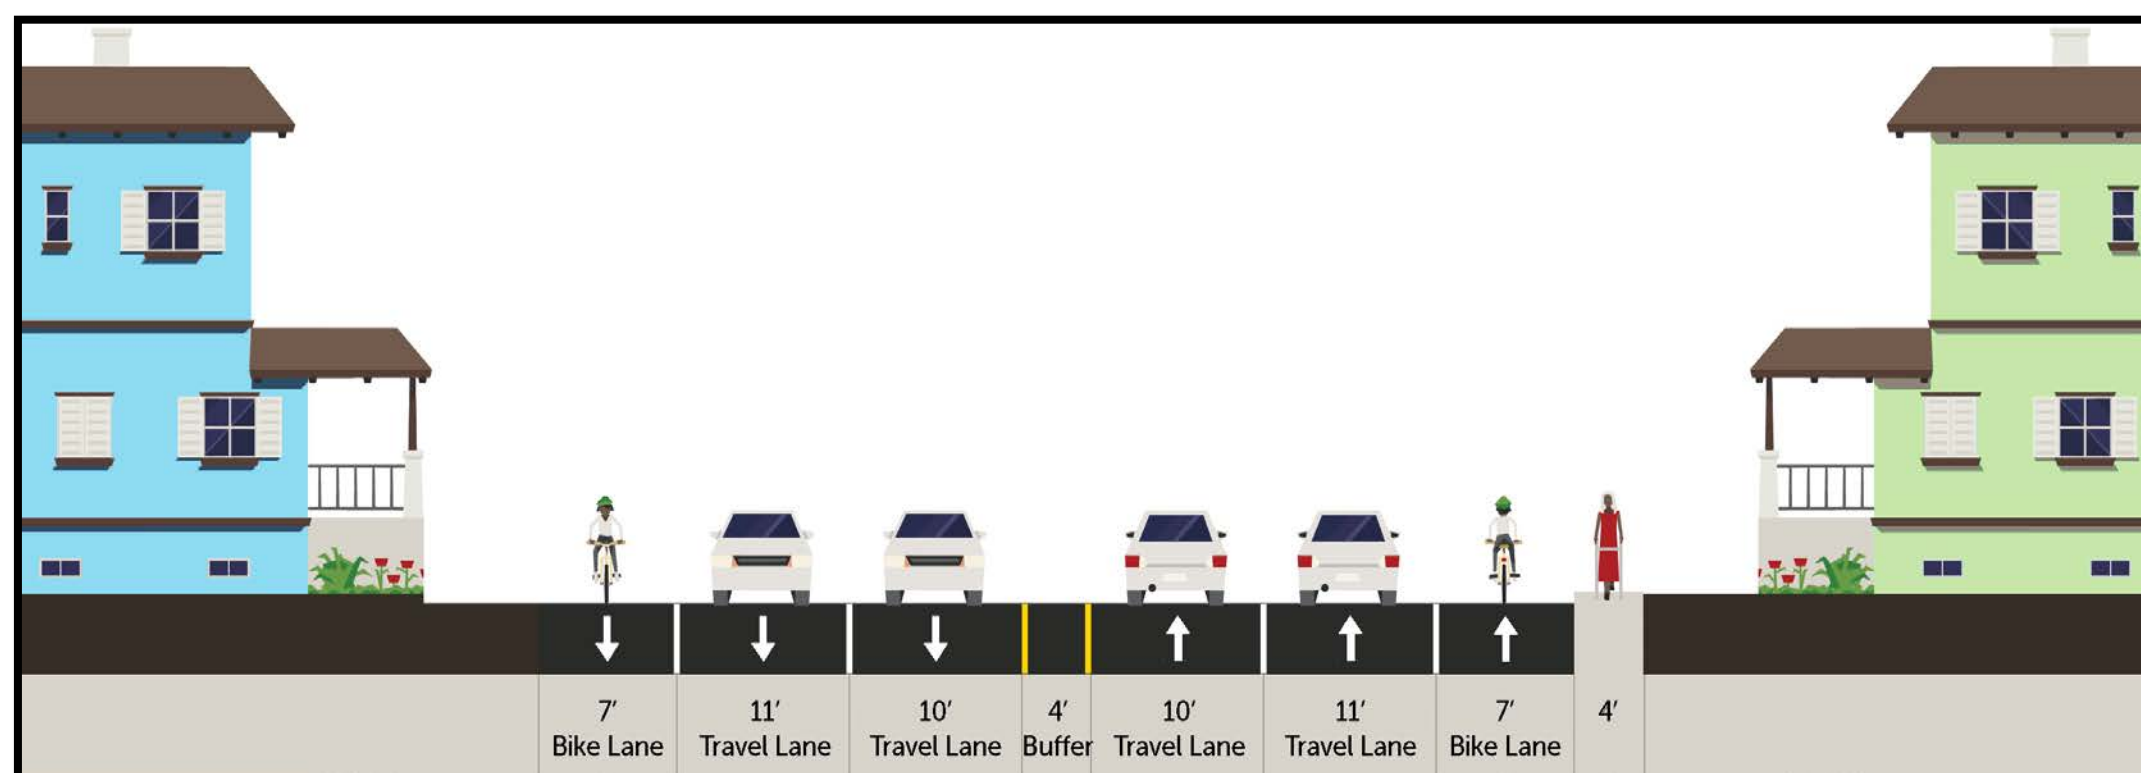 7′
Bike Lane
11′
Travel Lane
10′
Travel Lane
4′
Buffer
10′
Travel Lane
11′
Travel Lane
7′
Bike Lane
4′